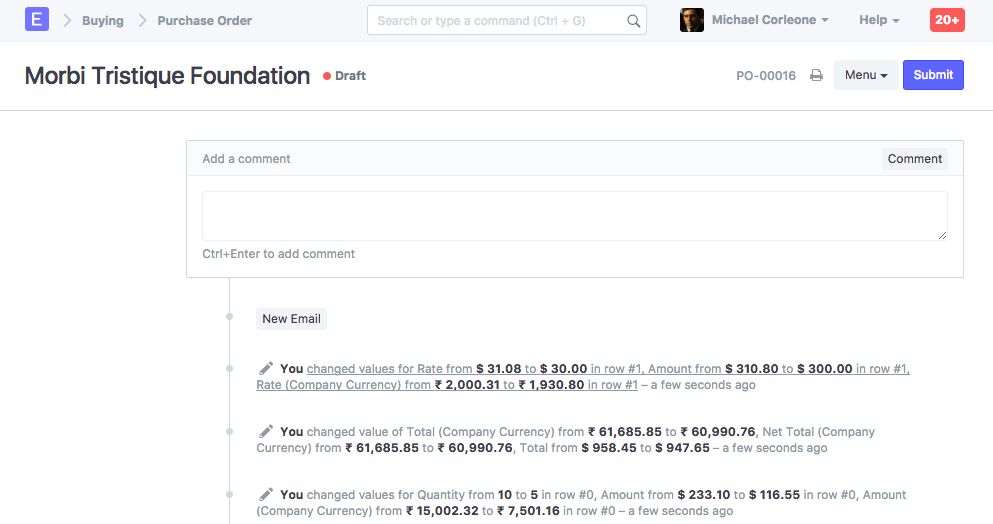 E Buying Purchase Order Search or type a command (Ctrl + G) Michael Corleone Help 20+
Morbi Tristique Foundation Draft PO-00016 Menu Submit
Add a comment Comment
Ctrl+Enter to add comment
New Email
You changed values for Rate from $ 31.08 to $ 30.00 in row #1, Amount from $ 310.80 to $ 300.00 in row #1,
Rate (Company Currency) from ₹ 2,000.31 to ₹ 1,930.80 in row #1 – a few seconds ago
You changed value of Total (Company Currency) from ₹ 61,685.85 to ₹ 60,990.76, Net Total (Company
Currency) from ₹ 61,685.85 to ₹ 60,990.76, Total from $ 958.45 to $ 947.65 – a few seconds ago
You changed values for Quantity from 10 to 5 in row #0, Amount from $ 233.10 to $ 116.55 in row #0, Amount
(Company Currency) from ₹ 15,002.32 to ₹ 7,501.16 in row #0 – a few seconds ago